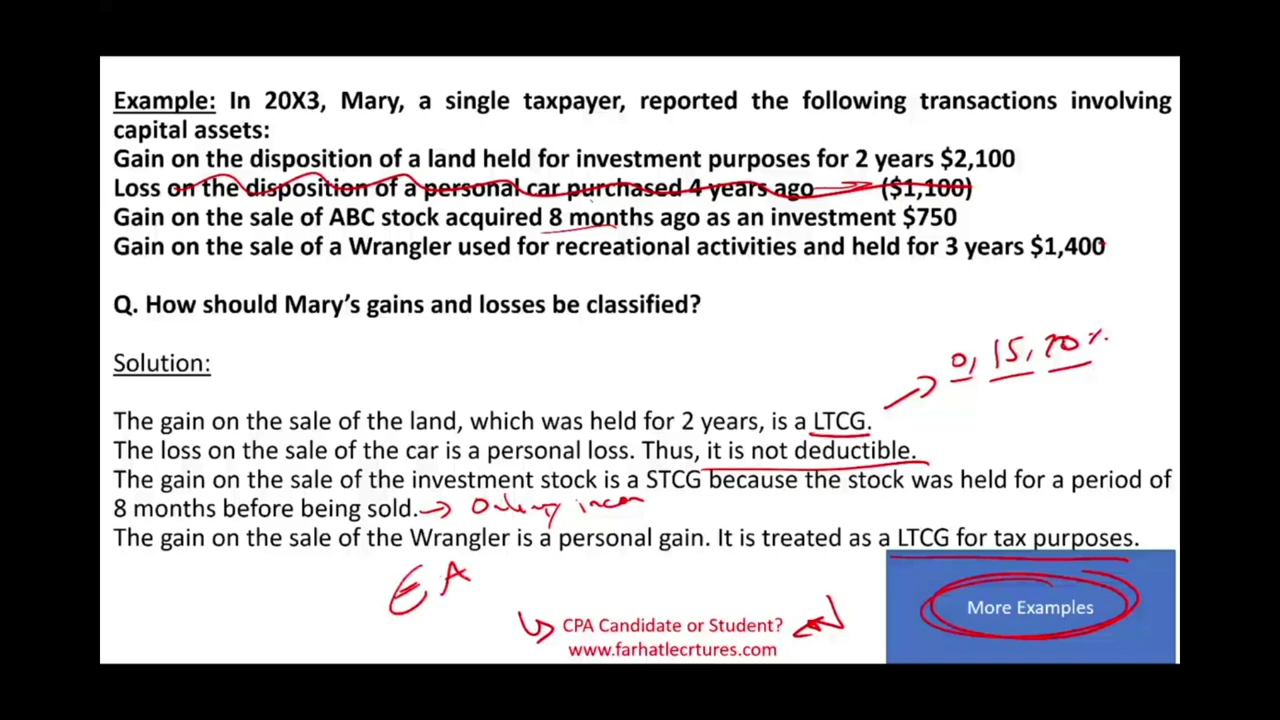 Example: In 20X3, Mary, a single taxpayer, reported the following transactions involving
capital assets:
Gain on the disposition of a land held for investment purposes for 2 years $2,100
Loss on the disposition of a personal car purchased 4 years ago ($1,100)
Gain on the sale of ABC stock acquired 8 months ago as an investment $750
Gain on the sale of a Wrangler used for recreational activities and held for 3 years $1,400
Q. How should Mary's gains and losses be classified?
Solution:
0, 15, 20%
The gain on the sale of the land, which was held for 2 years, is a LTCG.
The loss on the sale of the car is a personal loss. Thus, it is not deductible.
The gain on the sale of the investment stock is a STCG because the stock was held for a period of
8 months before being sold.
The gain on the sale of the Wrangler is a personal gain. It is treated as a LTCG for tax purposes.
EA
More Examples
CPA Candidate or Student?
www.farhatlecrtures.com